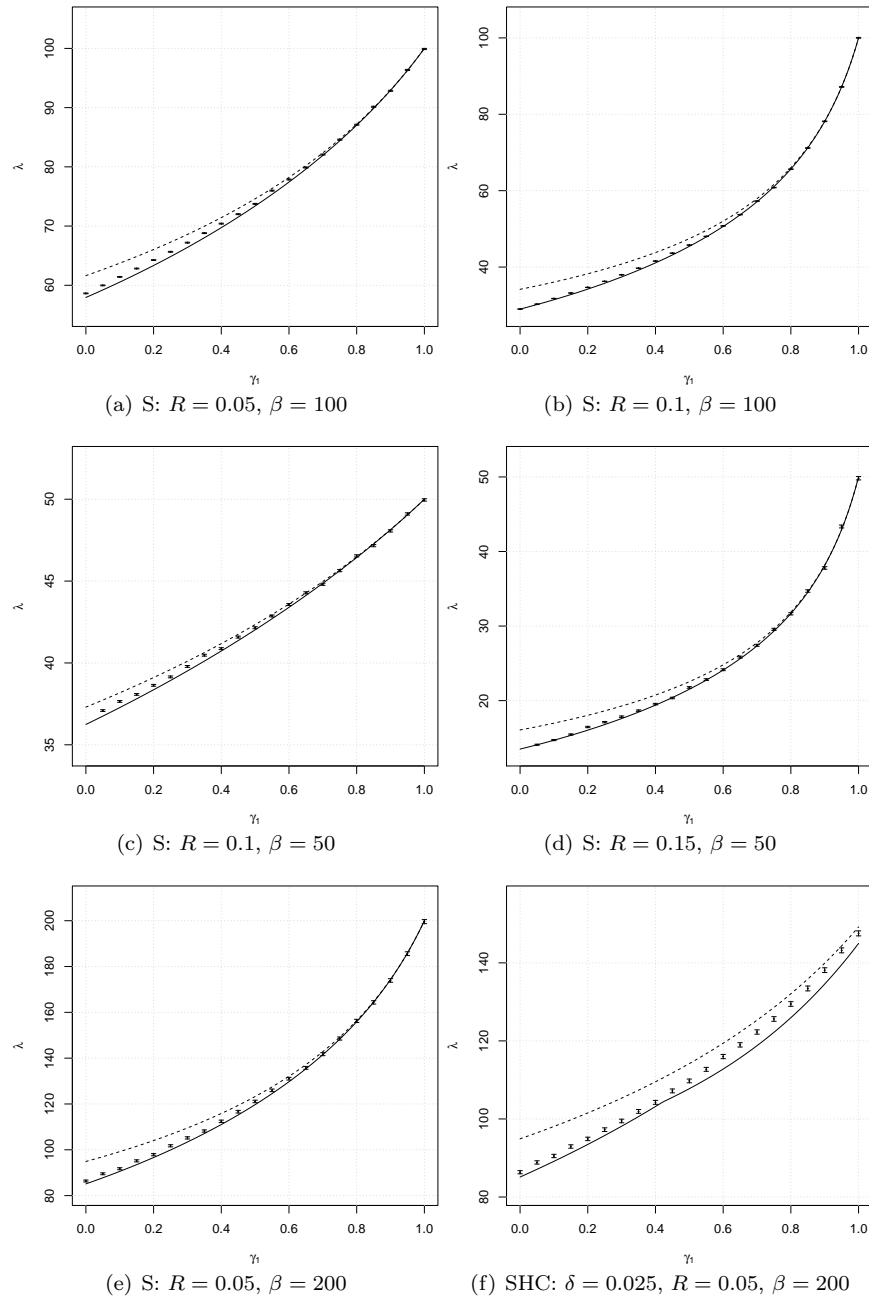 100
90
80
70
60
λ
0.0 0.2 0.4 0.6 0.8 1.0
γ₁
(a) S: R = 0.05, β = 100
100
80
60
40
λ
0.0 0.2 0.4 0.6 0.8 1.0
γ₁
(b) S: R = 0.1, β = 100
50
45
40
35
λ
0.0 0.2 0.4 0.6 0.8 1.0
γ₁
(c) S: R = 0.1, β = 50
50
40
30
20
λ
0.0 0.2 0.4 0.6 0.8 1.0
γ₁
(d) S: R = 0.15, β = 50
200
180
160
140
120
100
80
λ
0.0 0.2 0.4 0.6 0.8 1.0
γ₁
(e) S: R = 0.05, β = 200
140
120
100
80
λ
0.0 0.2 0.4 0.6 0.8 1.0
γ₁
(f) SHC: δ = 0.025, R = 0.05, β = 200